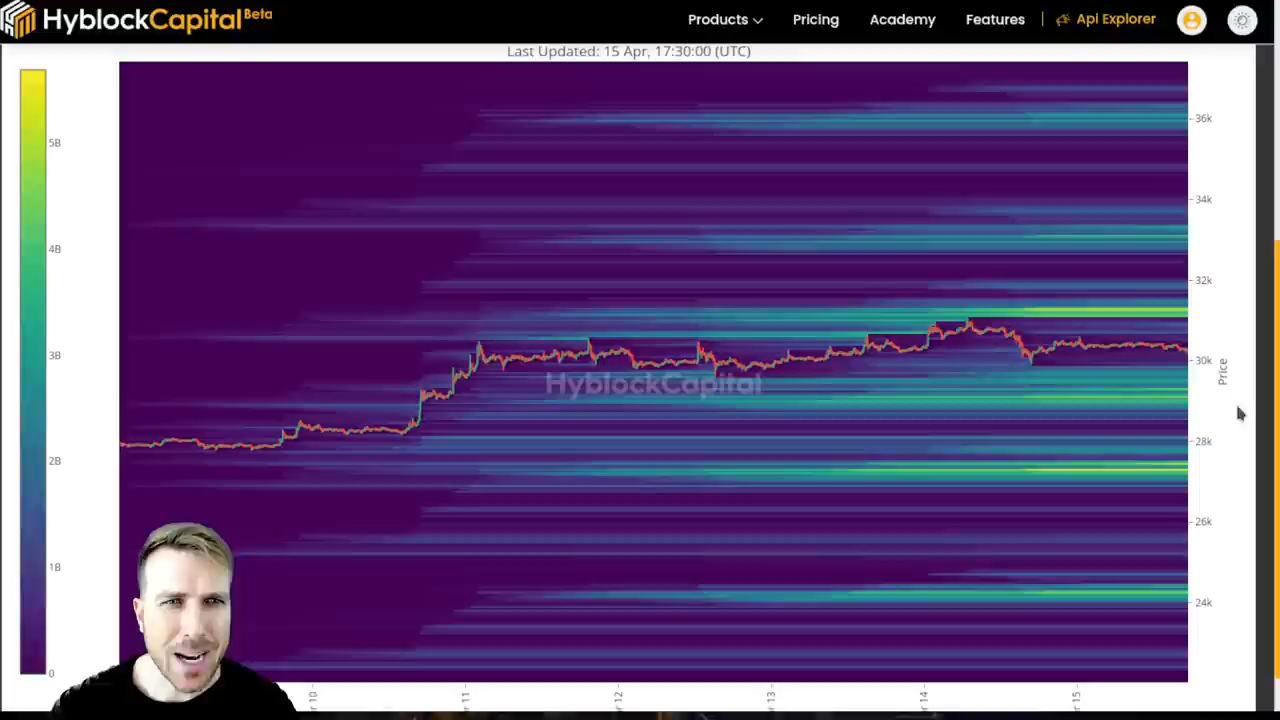 HyblockCapital Beta
Products Pricing Academy Features Api Explorer
Last Updated: 15 Apr, 17:30:00 (UTC)
5B
4B
3B
2B
1B
0
36k
34k
32k
30k
28k
26k
24k
Price
HyblockCapital
10
11
12
13
14
15